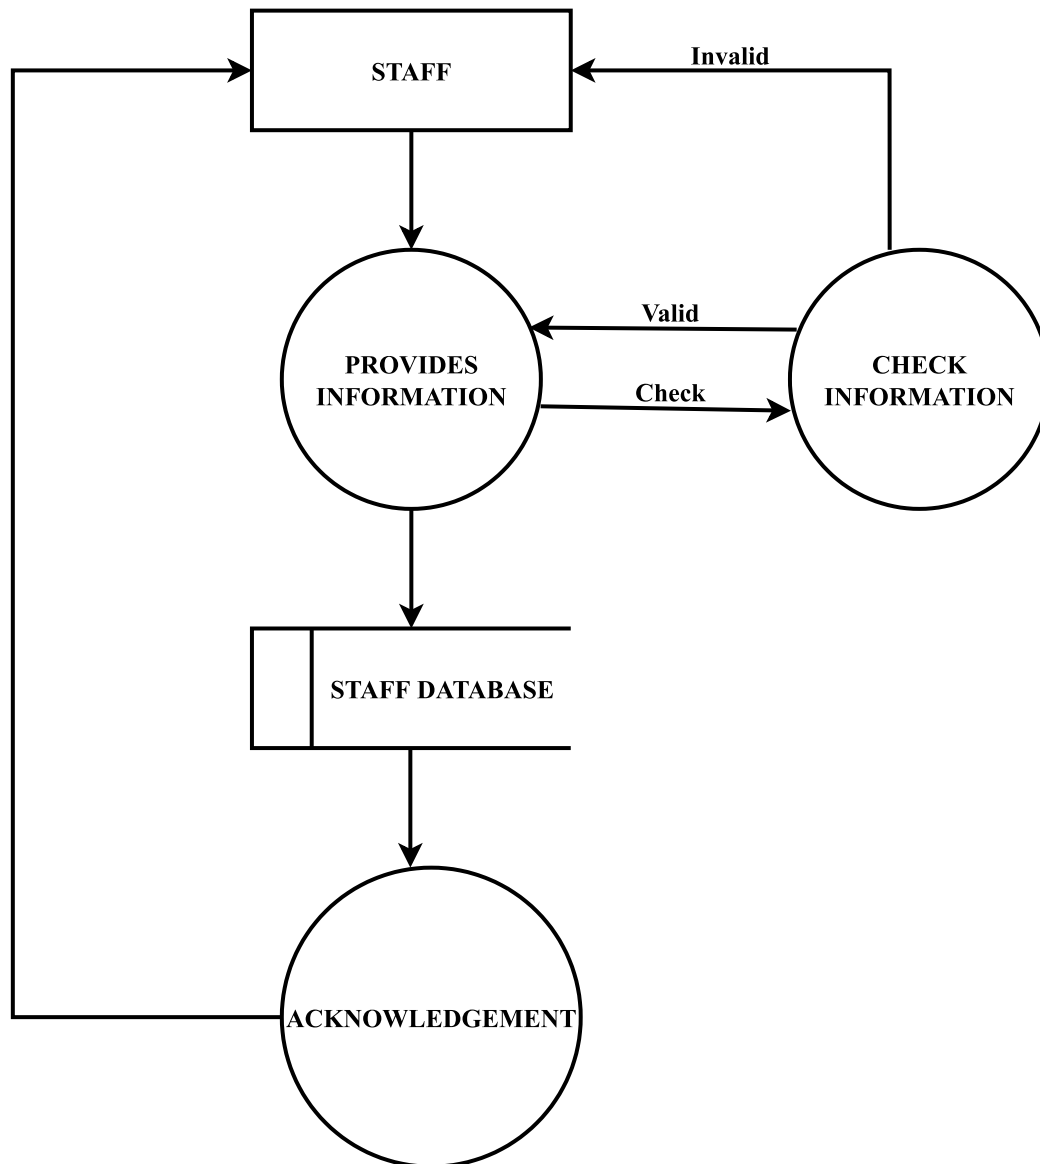 STAFF
Invalid
Valid
PROVIDES
INFORMATION
CHECK
INFORMATION
Check
STAFF DATABASE
ACKNOWLEDGEMENT